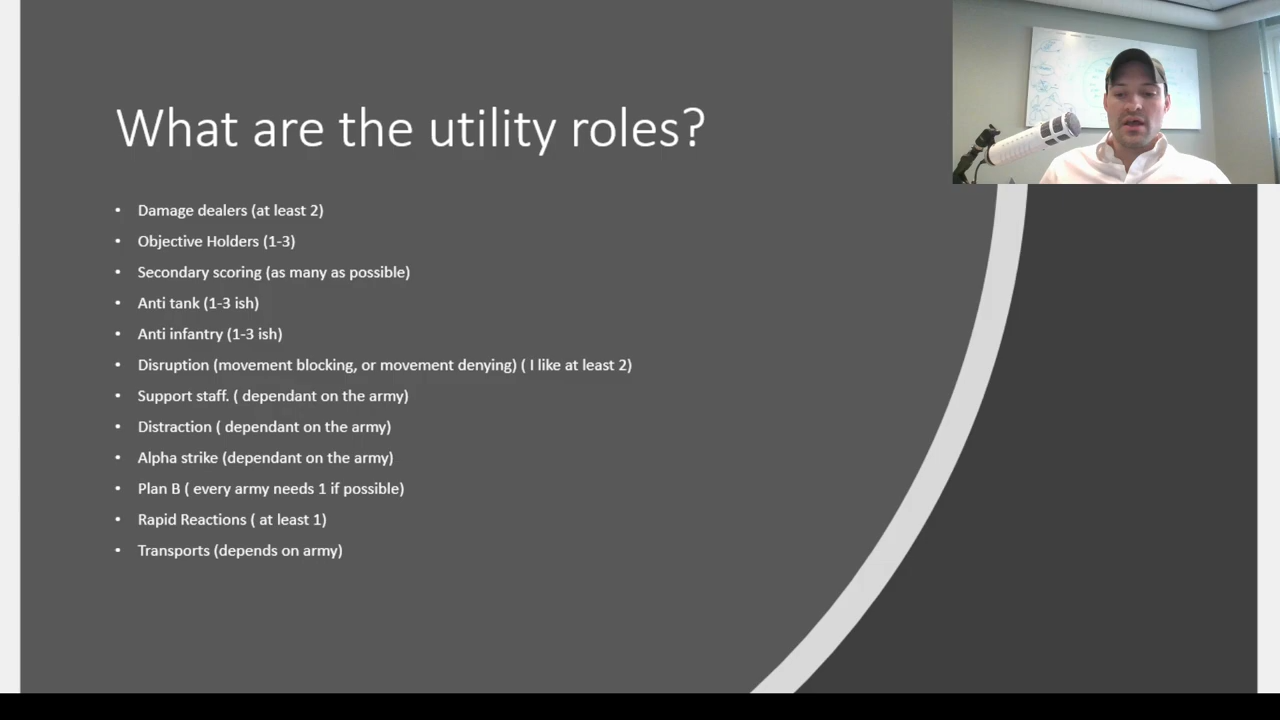 What are the utility roles?
• Damage dealers (at least 2)
• Objective Holders (1-3)
• Secondary scoring (as many as possible)
• Anti tank (1-3 ish)
• Anti infantry (1-3 ish)
• Disruption (movement blocking, or movement denying) ( I like at least 2)
• Support staff. ( dependant on the army)
• Distraction ( dependant on the army)
• Alpha strike (dependant on the army)
• Plan B ( every army needs 1 if possible)
• Rapid Reactions ( at least 1)
• Transports (depends on army)